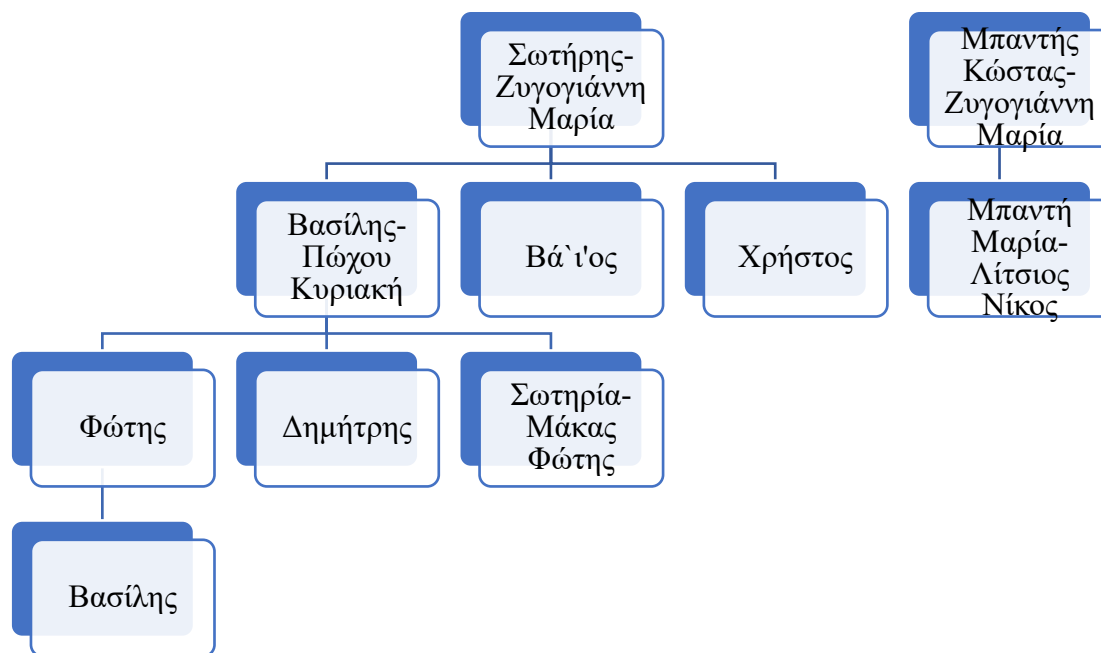 Σωτήρης-
Ζυγογιάννη
Μαρία
Μπαντής
Κώστας-
Ζυγογιάννη
Μαρία
Βασίλης-
Πώχου
Κυριακή
Βά`ι'ος
Χρήστος
Μπαντή
Μαρία-
Λίτσιος
Νίκος
Φώτης
Δημήτρης
Σωτηρία-
Μάκας
Φώτης
Βασίλης